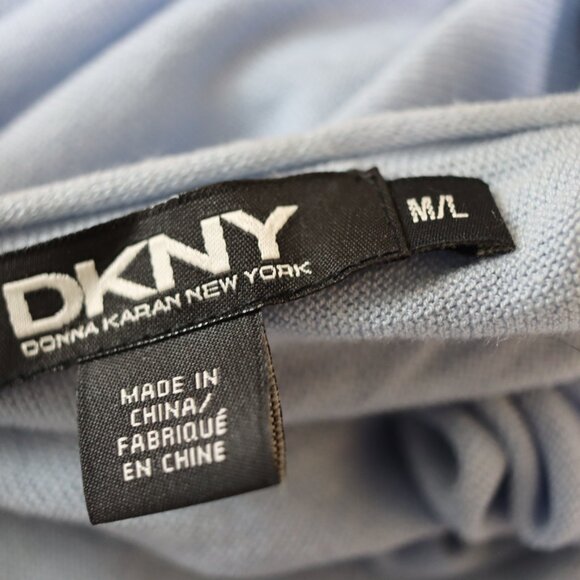 DKNY
DONNA KARAN NEW YORK
M/L
MADE IN
CHINA/
FABRIQUÉ
EN CHINE